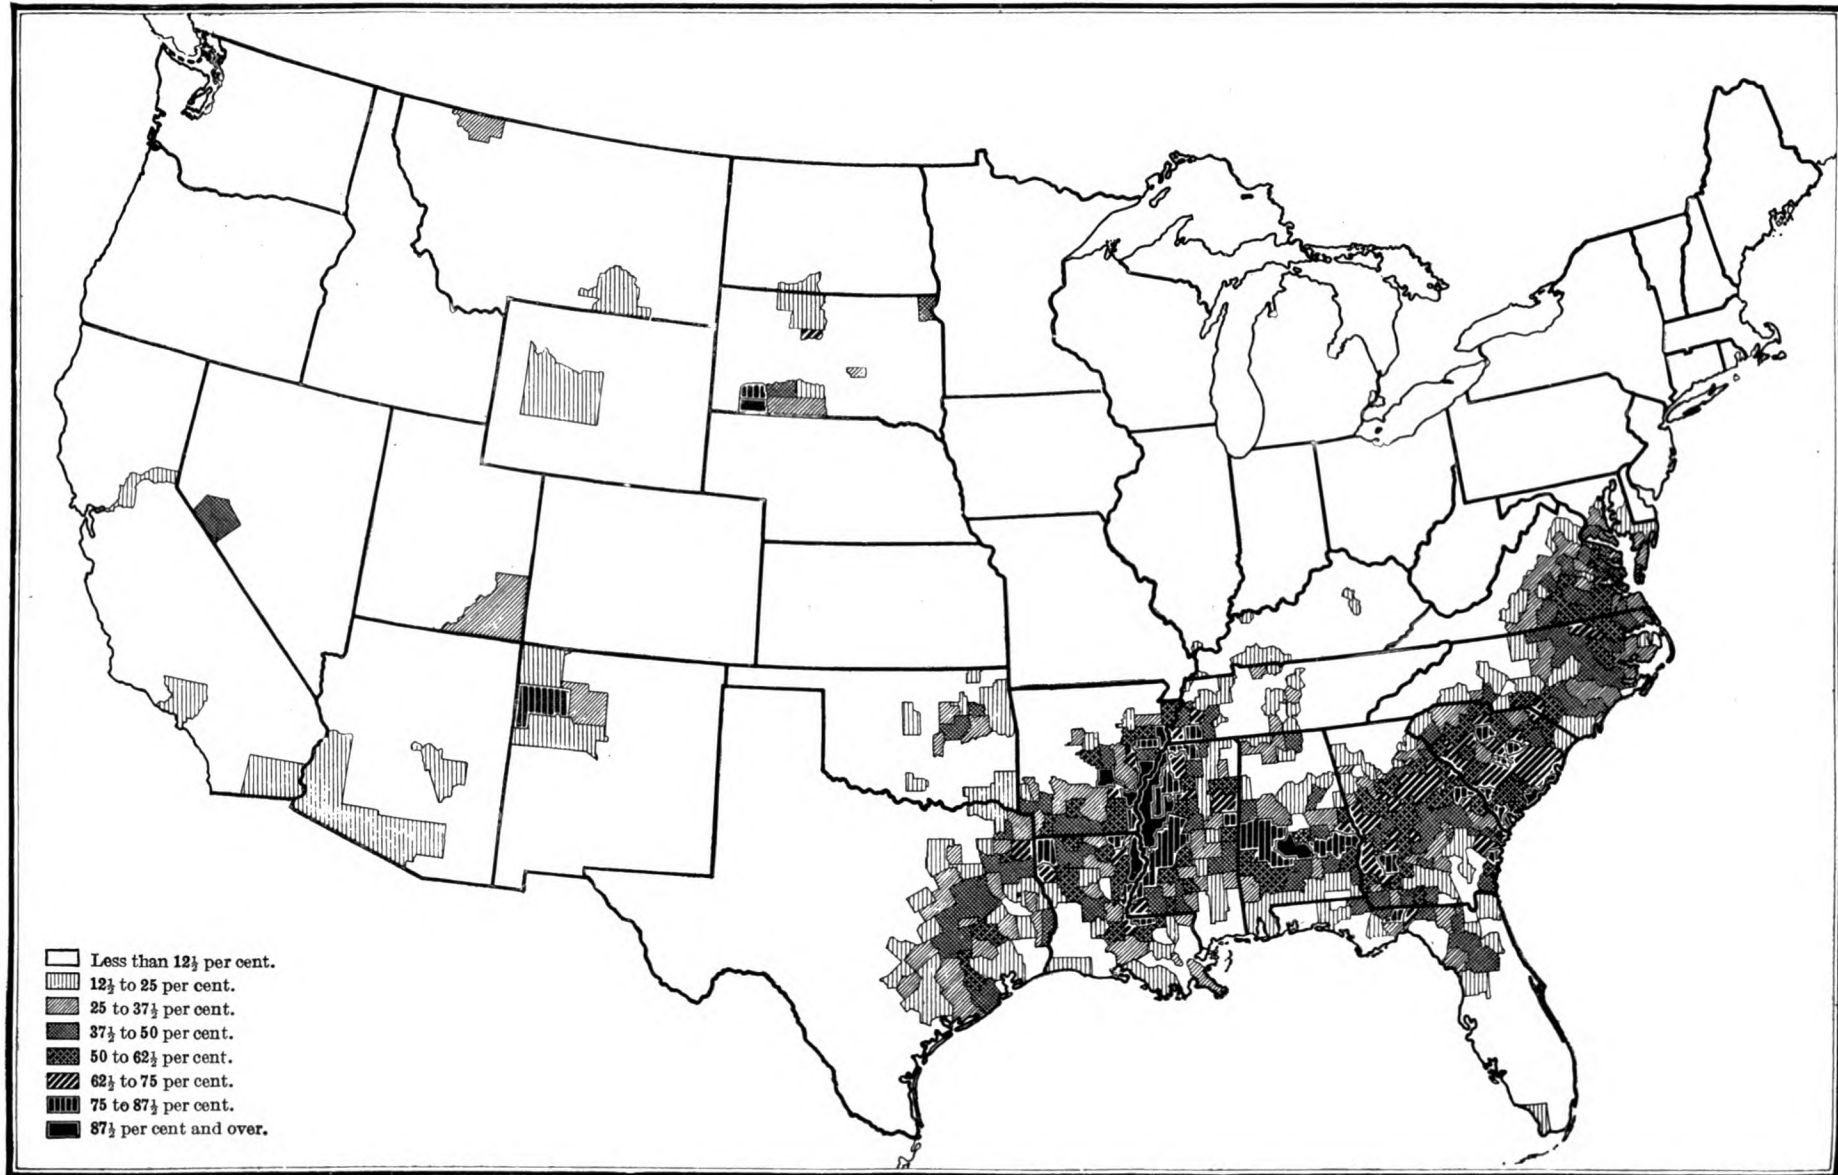 Less than 12½ per cent.
12½ to 25 per cent.
25 to 37½ per cent.
37½ to 50 per cent.
50 to 62½ per cent.
62½ to 75 per cent.
75 to 87½ per cent.
87½ per cent and over.